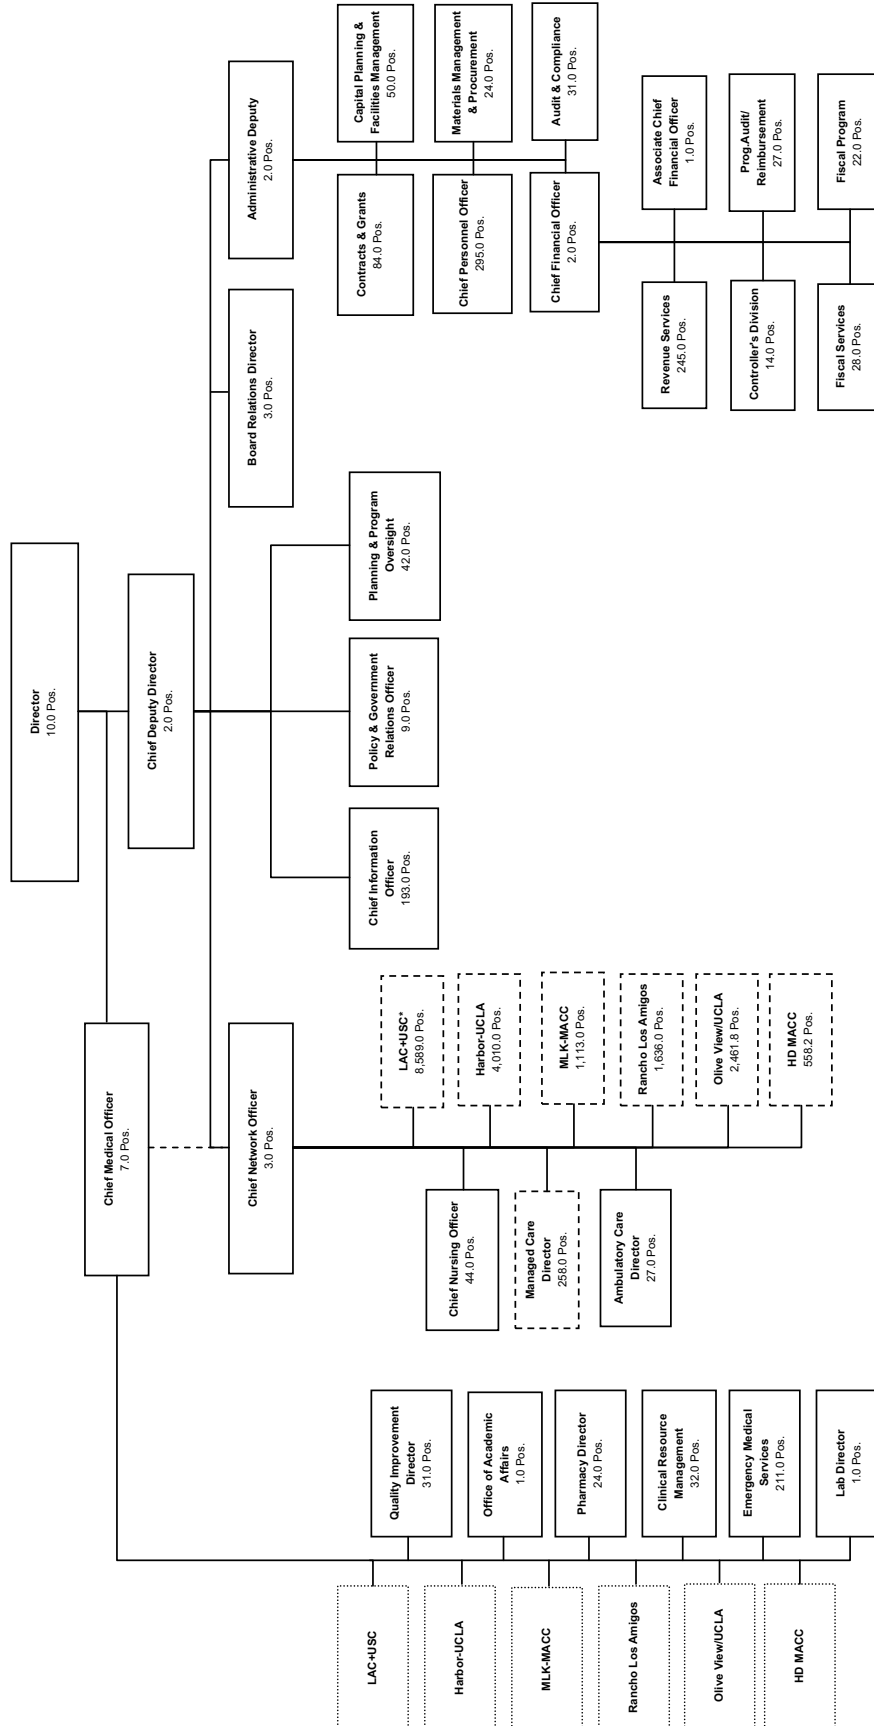 Director
10.0 Pos.
Chief Medical Officer
7.0 Pos.
Chief Deputy Director
2.0 Pos.
Chief Network Officer
3.0 Pos.
Board Relations Director
3.0 Pos.
Administrative Deputy
2.0 Pos.
LAC+USC
Harbor-UCLA
MLK-MACC
Rancho Los Amigos
Olive View/UCLA
HD MACC
Quality Improvement
Director
31.0 Pos.
Office of Academic
Affairs
1.0 Pos.
Pharmacy Director
24.0 Pos.
Clinical Resource
Management
32.0 Pos.
Emergency Medical
Services
211.0 Pos.
Lab Director
1.0 Pos.
Chief Nursing Officer
44.0 Pos.
Managed Care
Director
258.0 Pos.
Ambulatory Care
Director
27.0 Pos.
LAC+USC*
8,589.0 Pos.
Harbor-UCLA
4,010.0 Pos.
MLK-MACC
1,113.0 Pos.
Rancho Los Amigos
1,636.0 Pos.
Olive View/UCLA
2,461.8 Pos.
HD MACC
558.2 Pos.
Chief Information
Officer
193.0 Pos.
Policy & Government
Relations Officer
9.0 Pos.
Planning & Program
Oversight
42.0 Pos.
Contracts & Grants
84.0 Pos.
Capital Planning &
Facilities Management
50.0 Pos.
Chief Personnel Officer
295.0 Pos.
Materials Management
& Procurement
24.0 Pos.
Chief Financial Officer
2.0 Pos.
Audit & Compliance
31.0 Pos.
Revenue Services
245.0 Pos.
Associate Chief
Financial Officer
1.0 Pos.
Controller's Division
14.0 Pos.
Prog.Audit/
Reimbursement
27.0 Pos.
Fiscal Services
28.0 Pos.
Fiscal Program
22.0 Pos.